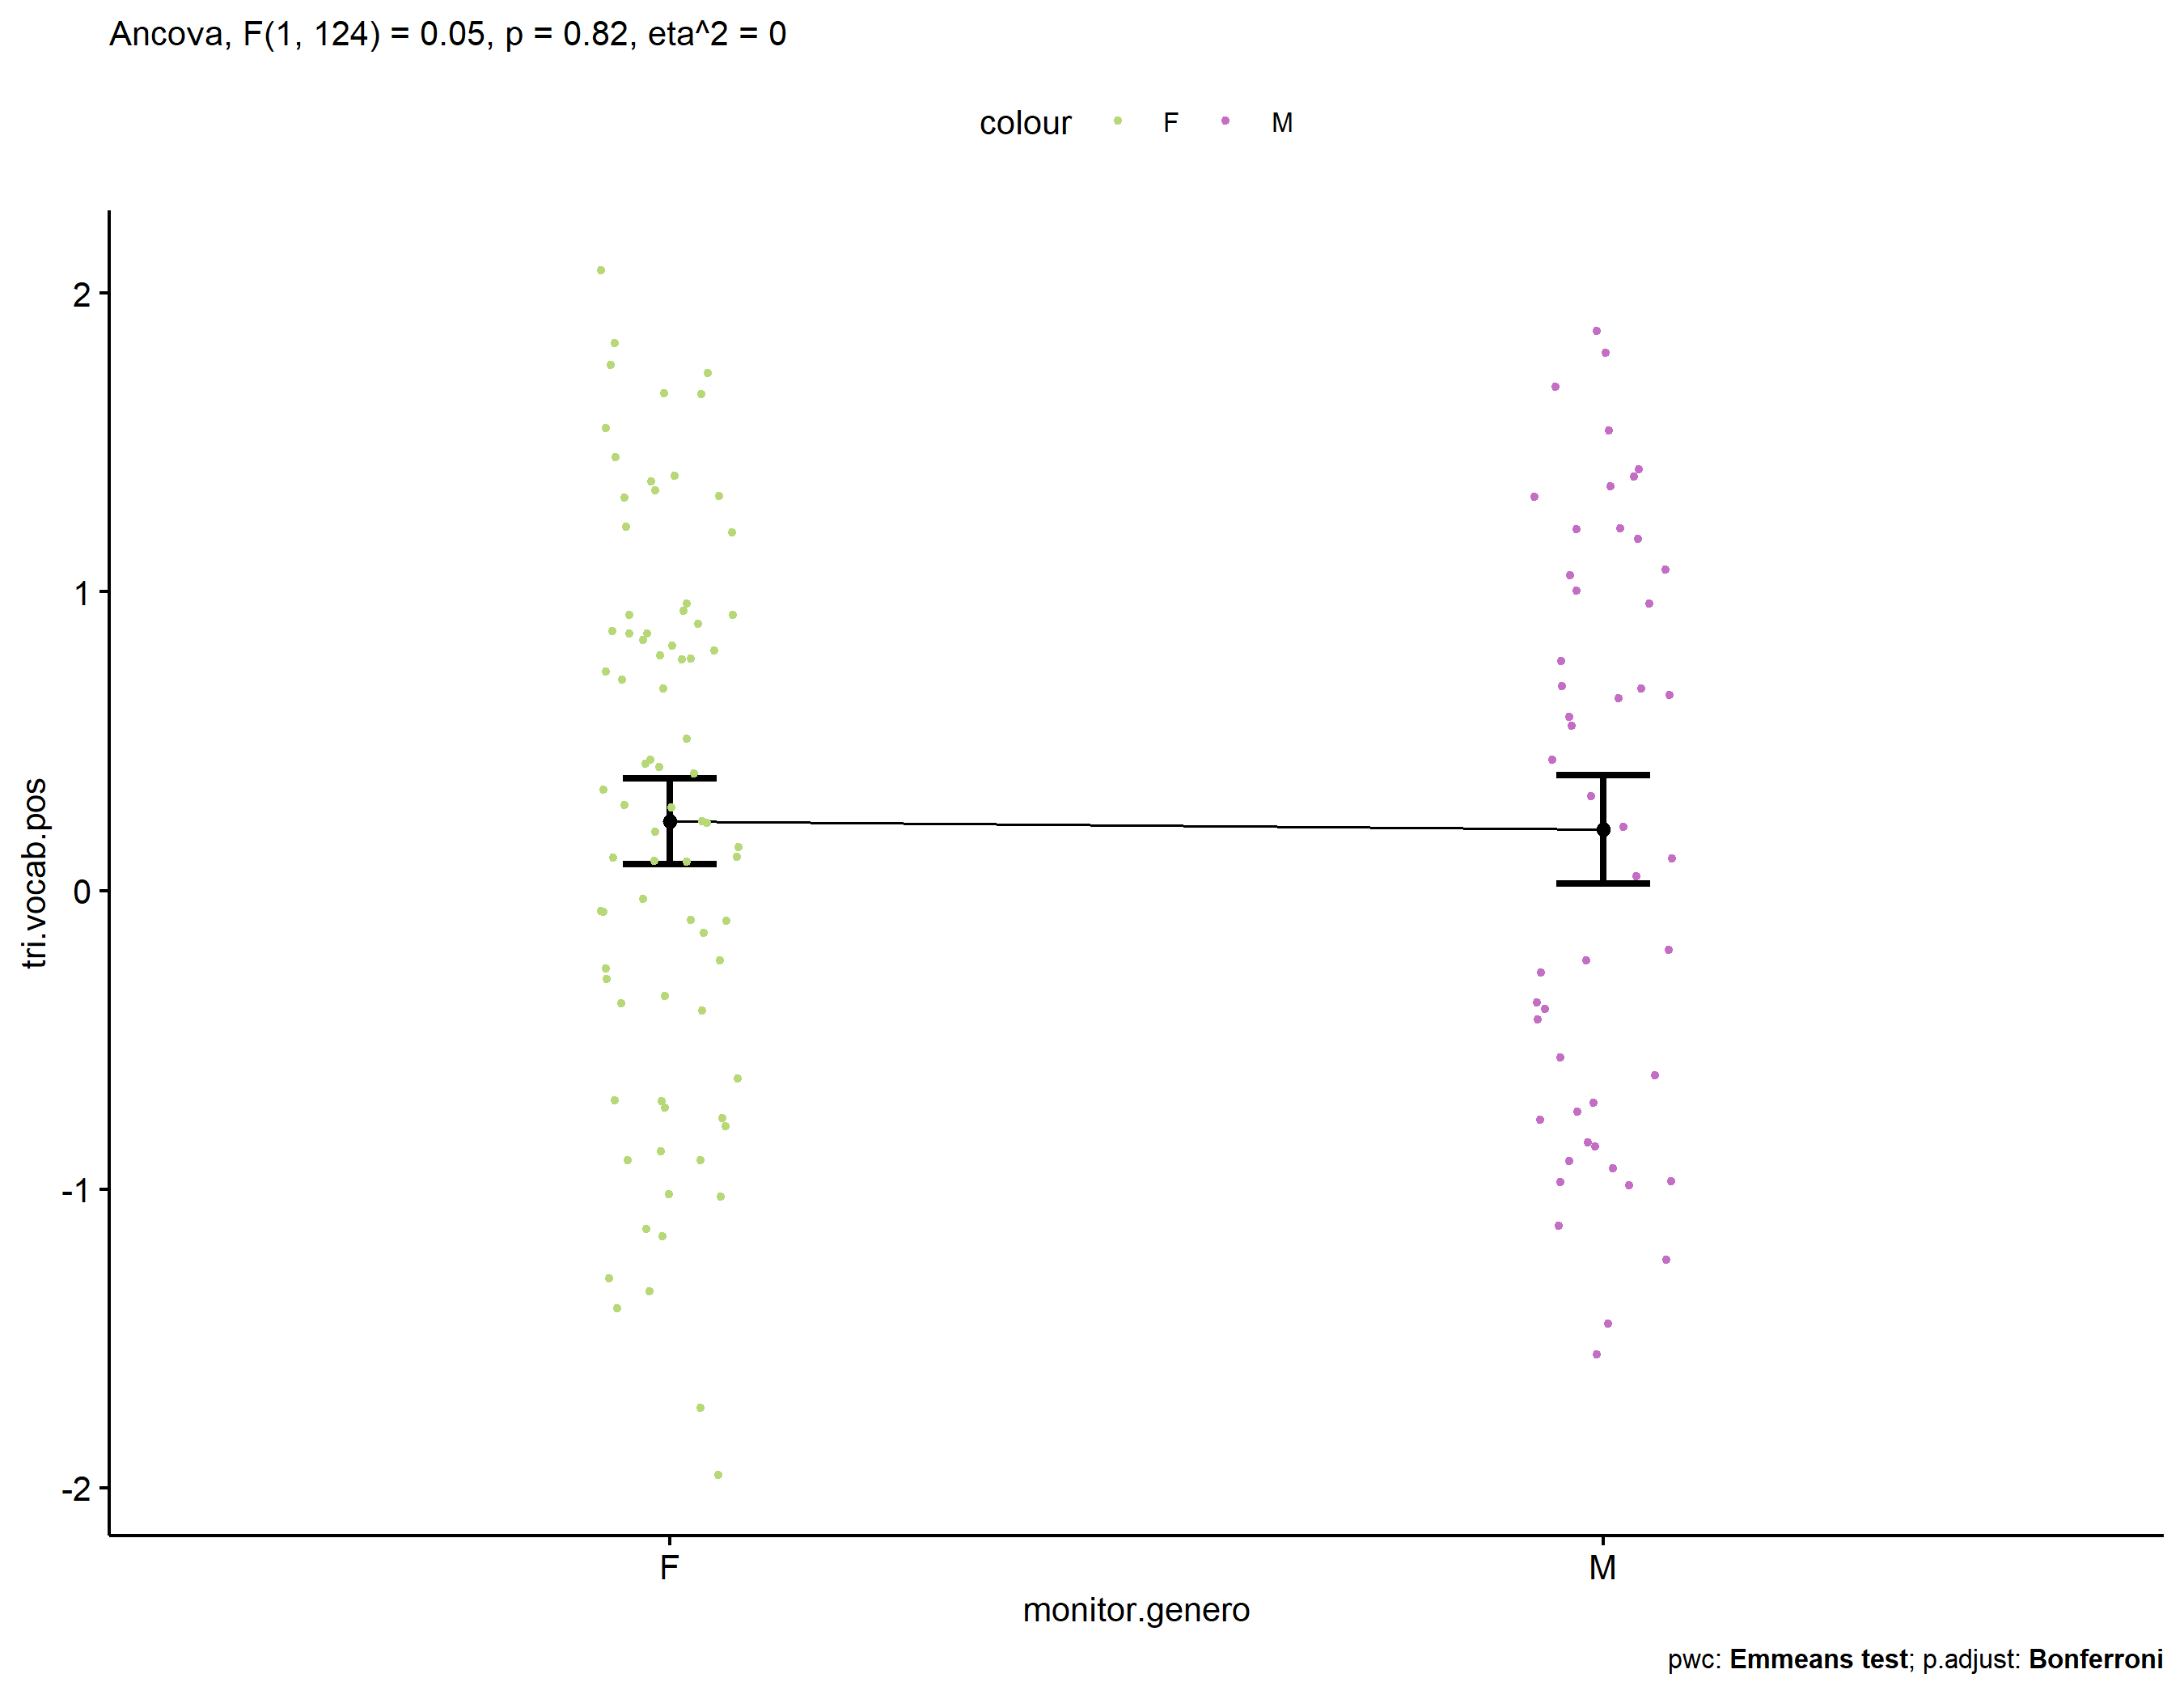 Ancova, F(1, 124) = 0.05, p = 0.82, eta^2 = 0
colour F M
2
1
0
-1
-2
tri.vocab.pos
F M
monitor.genero
pwc: Emmeans test; p.adjust: Bonferroni